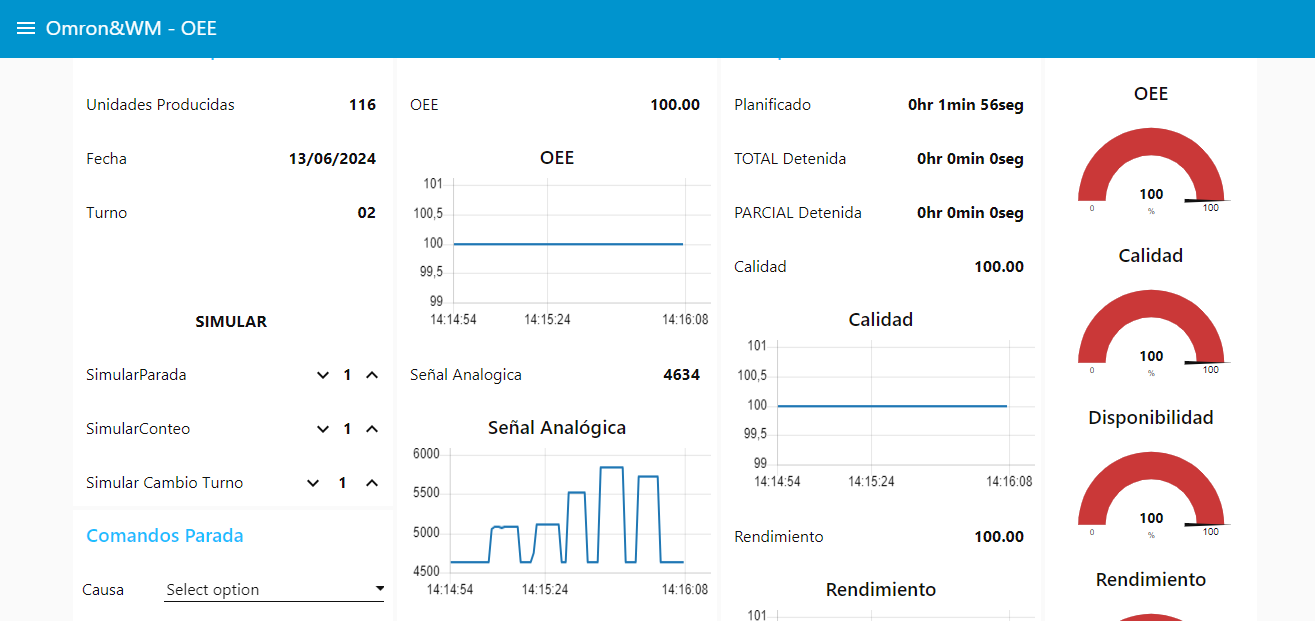 Omron&WM - OEE
Unidades Producidas 116
Fecha 13/06/2024
Turno 02
SIMULAR
SimularParada 1
SimularConteo 1
Simular Cambio Turno 1
Comandos Parada
Causa Select option
OEE 100.00
OEE
101
100,5
100
99,5
99
14:14:54 14:15:24 14:16:08
Señal Analogica 4634
Señal Analógica
6000
5500
5000
4500
14:14:54 14:15:24 14:16:08
Planificado 0hr 1min 56seg
TOTAL Detenida 0hr 0min 0seg
PARCIAL Detenida 0hr 0min 0seg
Calidad 100.00
Calidad
101
100,5
100
99,5
99
14:14:54 14:15:24 14:16:08
Rendimiento 100.00
Rendimiento
101
OEE
100
0 % 100
Calidad
100
0 % 100
Disponibilidad
100
0 % 100
Rendimiento